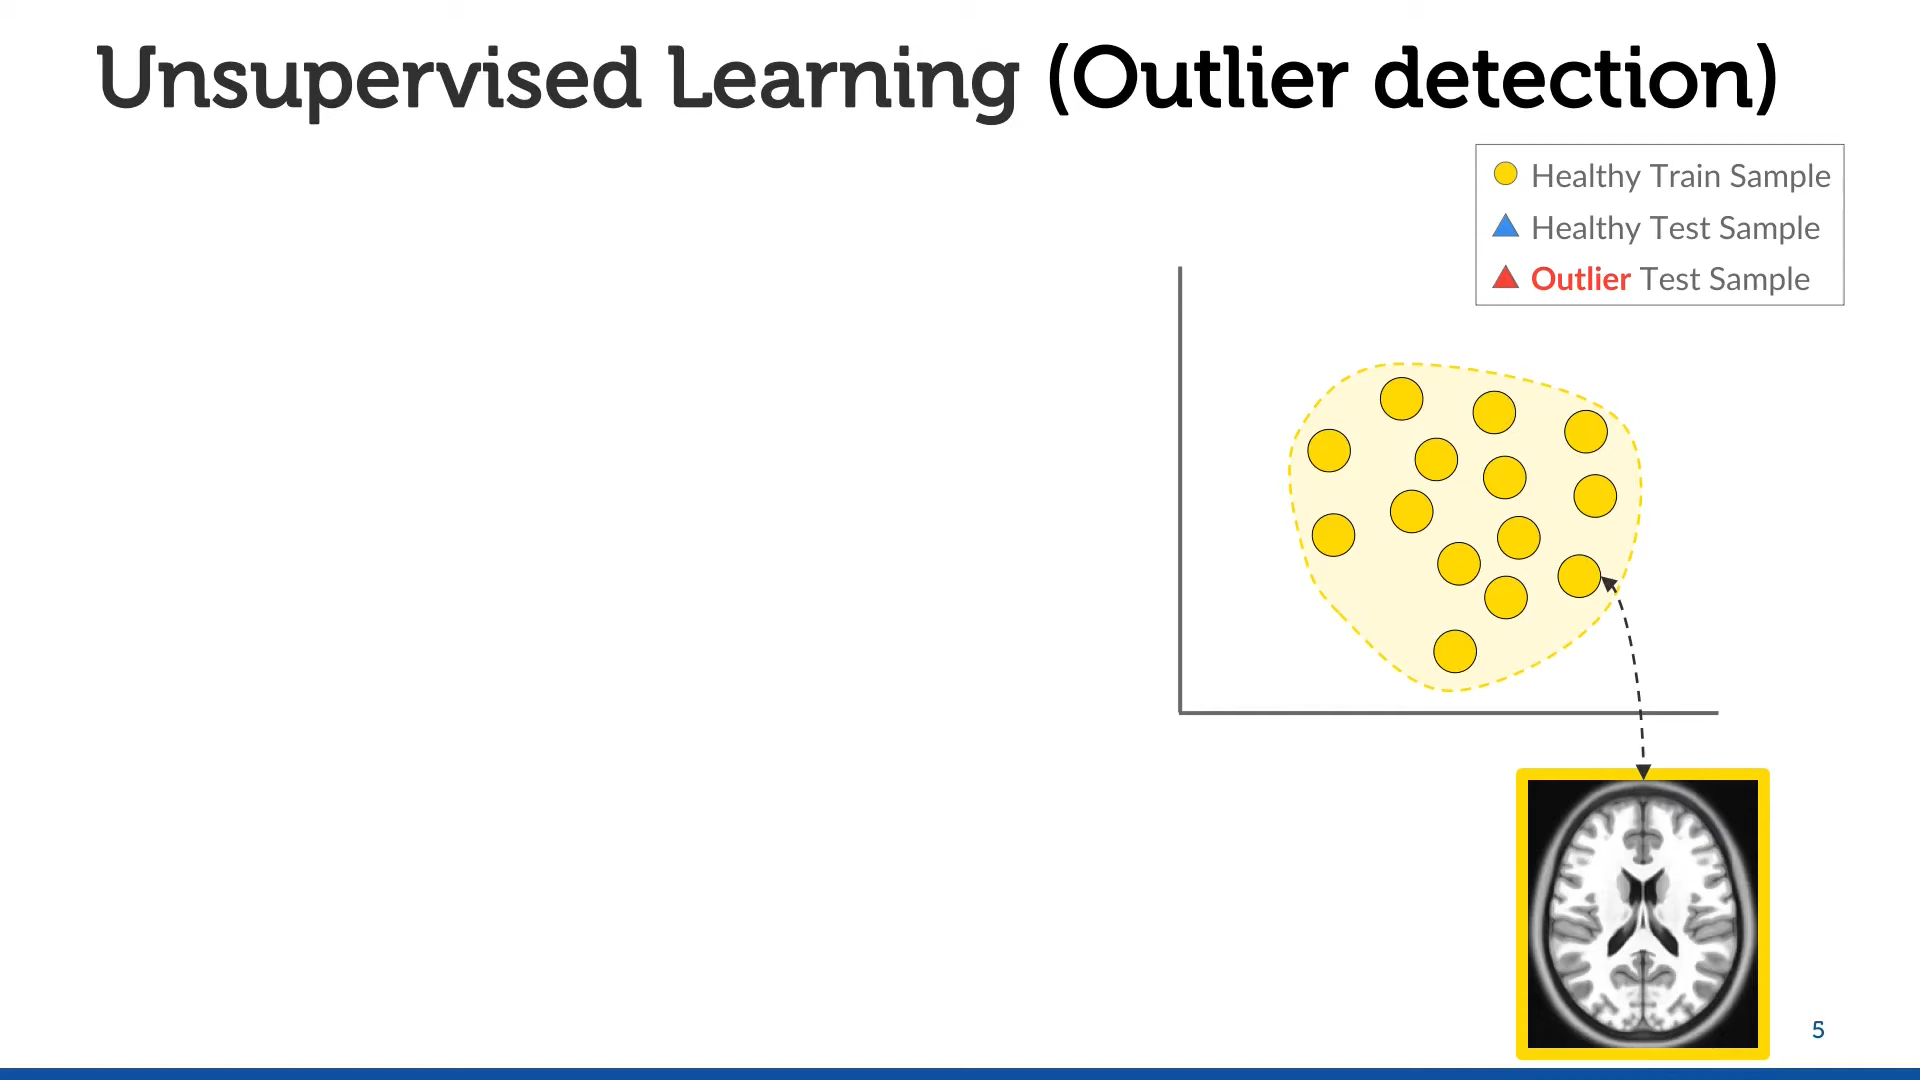 Unsupervised Learning (Outlier detection)
Healthy Train Sample
Healthy Test Sample
Outlier Test Sample
5